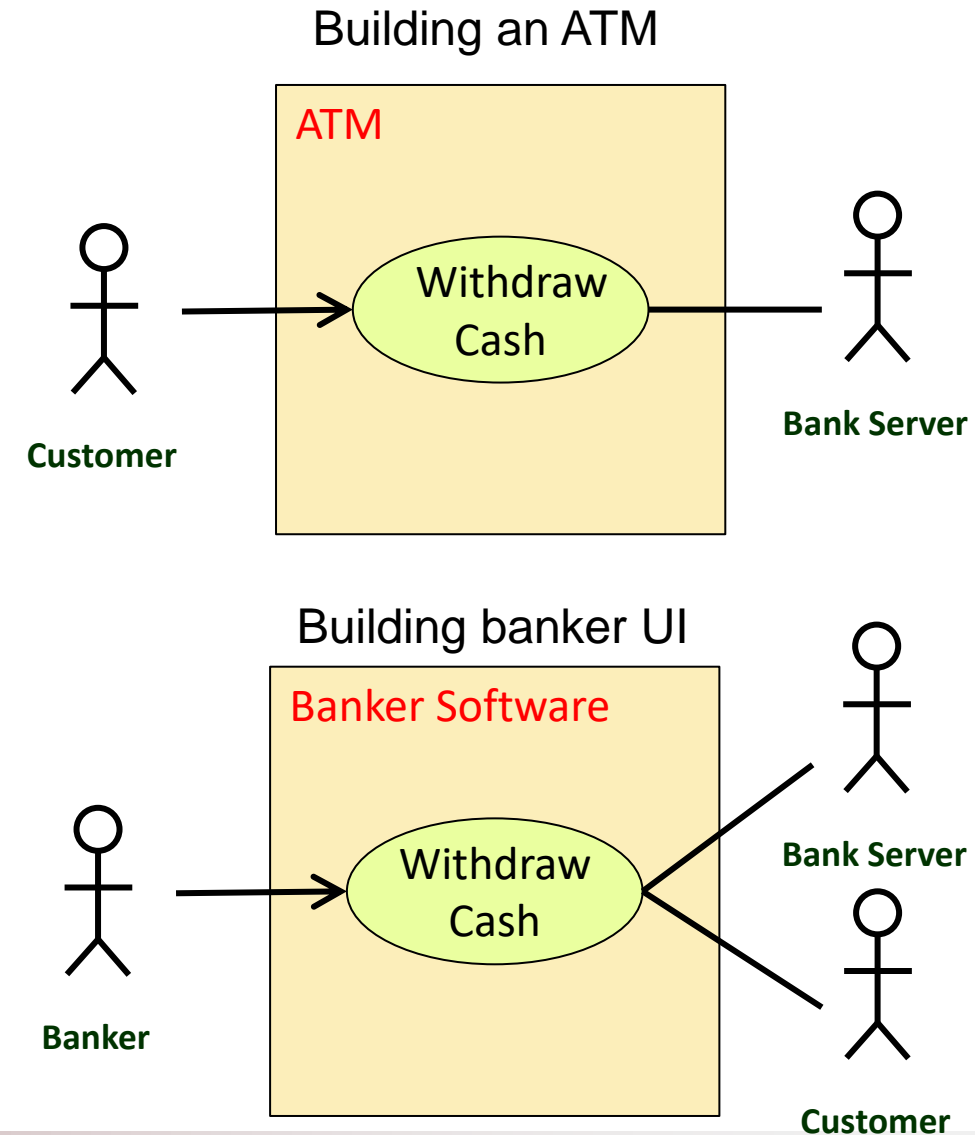 Building an ATM
ATM
Withdraw
Cash
Customer
Bank Server
Building banker UI
Banker Software
Withdraw
Cash
Bank Server
Banker
Customer